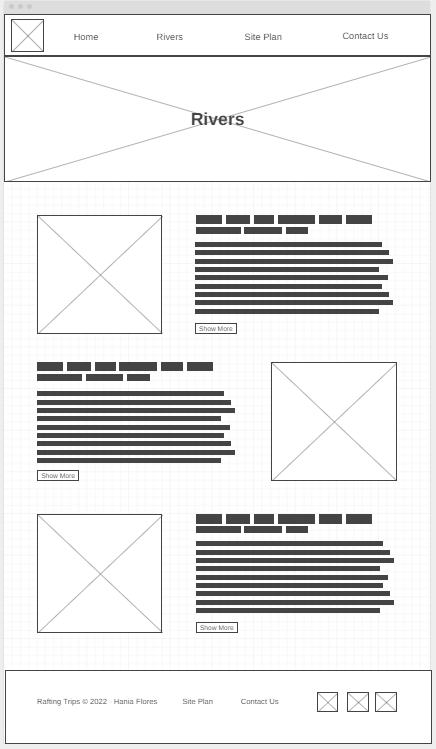 Home Rivers Site Plan Contact Us
Rivers
Show More
Show More
Show More
Rafting Trips © 2022 Hania Flores Site Plan Contact Us